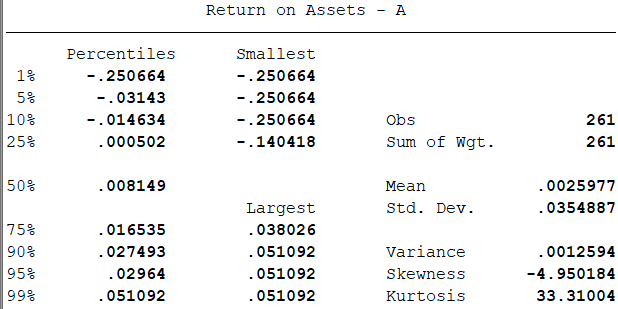 Return on Assets - A
Percentiles Smallest
1% -.250664 -.250664
5% -.03143 -.250664
10% -.014634 -.250664 Obs 261
25% .000502 -.140418 Sum of Wgt. 261
50% .008149 Mean .0025977
Largest Std. Dev. .0354887
75% .016535 .038026
90% .027493 .051092 Variance .0012594
95% .02964 .051092 Skewness -4.950184
99% .051092 .051092 Kurtosis 33.31004